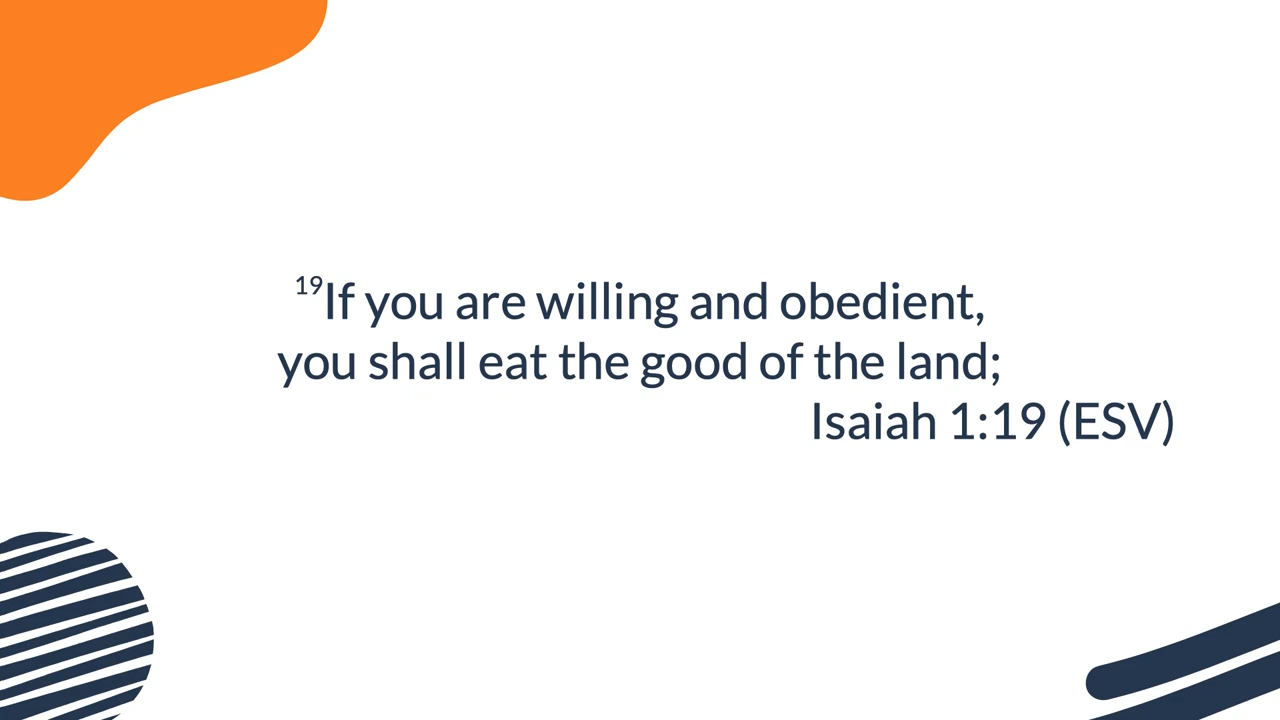 19If you are willing and obedient,
you shall eat the good of the land;
Isaiah 1:19 (ESV)